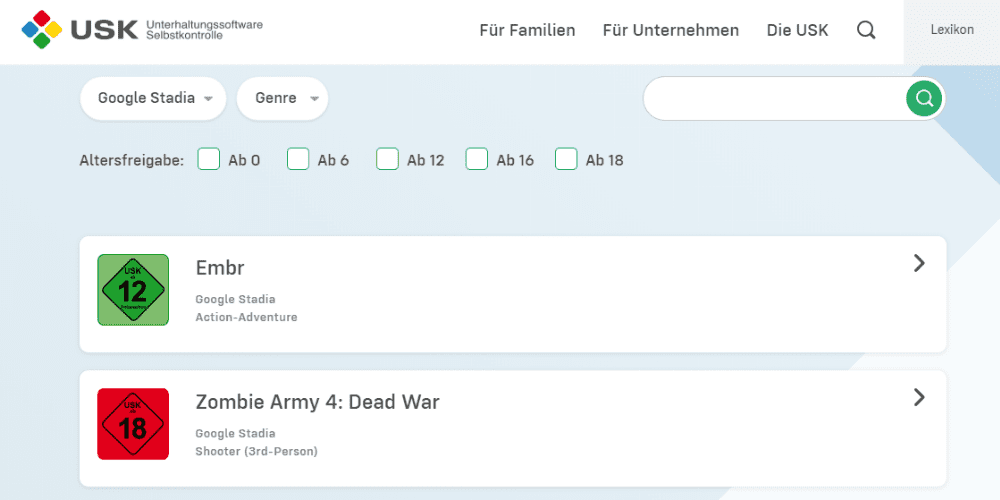 USK Unterhaltungssoftware
Selbstkontrolle
Für Familien Für Unternehmen Die USK Lexikon
Google Stadia Genre
Altersfreigabe: Ab 0 Ab 6 Ab 12 Ab 16 Ab 18
USK
ab
12
Embr
Google Stadia
Action-Adventure
USK
ab
18
Zombie Army 4: Dead War
Google Stadia
Shooter (3rd-Person)